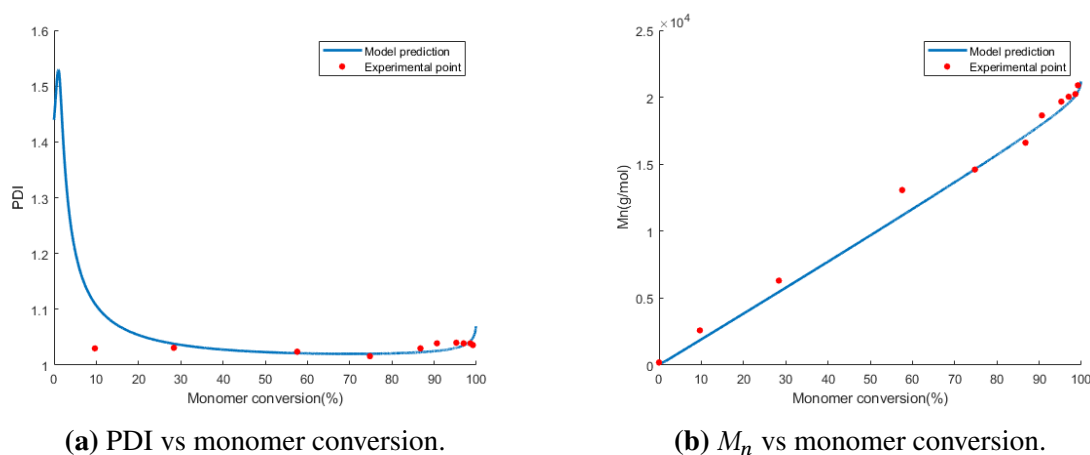 1.6
1.5
1.4
1.3
1.2
1.1
1
PDI
0 10 20 30 40 50 60 70 80 90 100
Monomer conversion(%)
Model prediction
Experimental point
(a) PDI vs monomer conversion.
×10⁴
2.5
2
1.5
1
0.5
0
Mn(g/mol)
0 10 20 30 40 50 60 70 80 90 100
Monomer conversion(%)
Model prediction
Experimental point
(b) Mₙ vs monomer conversion.